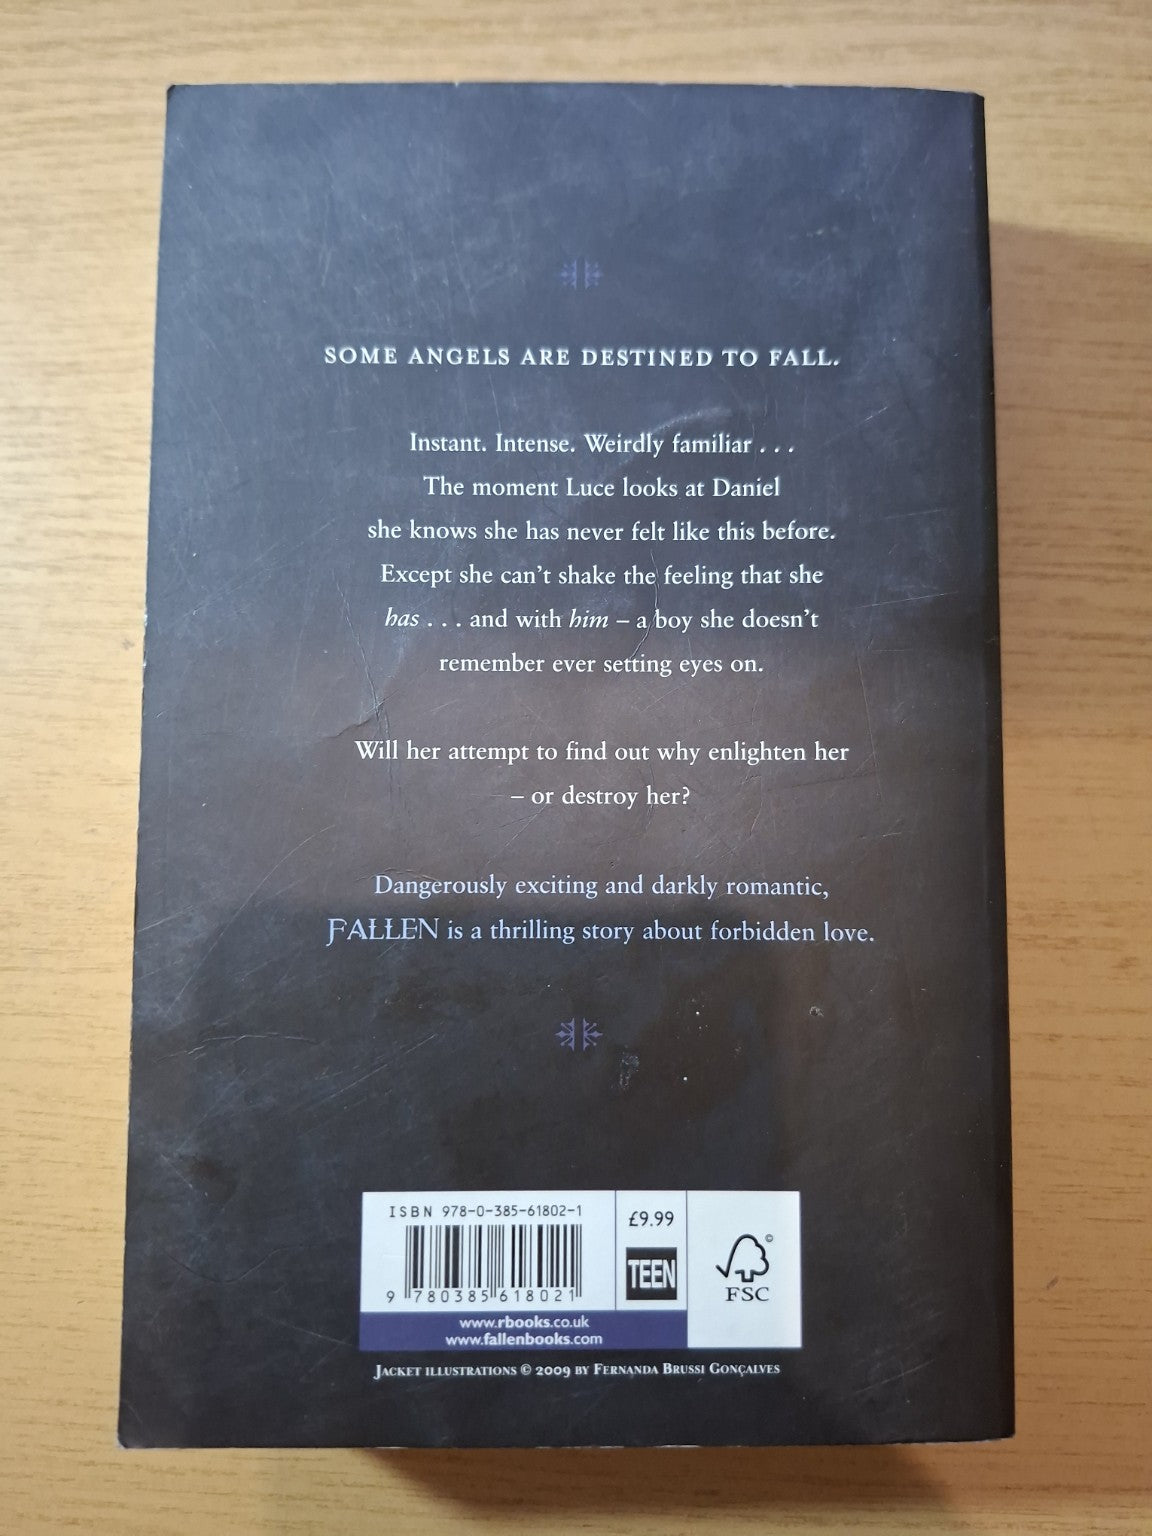 SOME ANGELS ARE DESTINED TO FALL.
Instant. Intense. Weirdly familiar . . .
The moment Luce looks at Daniel
she knows she has never felt like this before.
Except she can't shake the feeling that she
has . . . and with him – a boy she doesn't
remember ever setting eyes on.
Will her attempt to find out why enlighten her
– or destroy her?
Dangerously exciting and darkly romantic,
FALLEN is a thrilling story about forbidden love.
ISBN 978-0-385-61802-1
9 780385 618021
£9.99
TEEN
©
FSC
www.rbooks.co.uk
www.fallenbooks.com
JACKET ILLUSTRATIONS © 2009 BY FERNANDA BRUSSI GONÇALVES